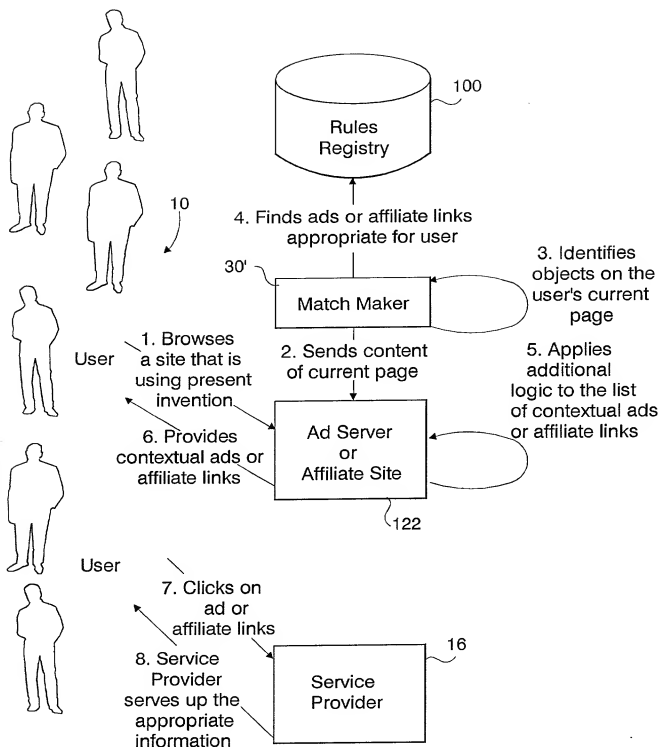 100
Rules
Registry
10
4. Finds ads or affiliate links
appropriate for user
30'
Match Maker
3. Identifies
objects on the
user's current
page
User
1. Browses
a site that is
using present
invention
2. Sends content
of current page
5. Applies
additional
logic to the list
of contextual ads
or affiliate links
6. Provides
contextual ads or
affiliate links
Ad Server
or
Affiliate Site
122
User
7. Clicks on
ad or
affiliate links
16
8. Service
Provider
serves up the
appropriate
information
Service
Provider